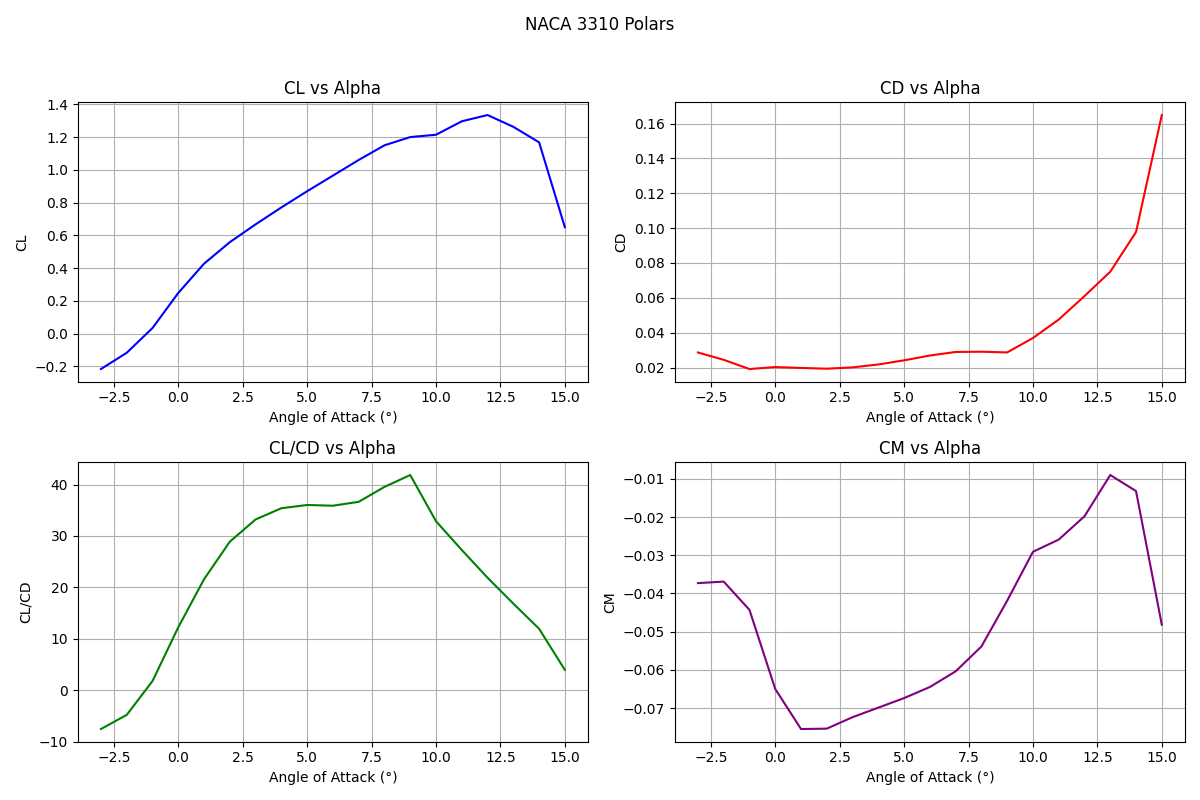 NACA 3310 Polars
CL vs Alpha
1.4
1.2
1.0
0.8
0.6
0.4
0.2
0.0
−0.2
CL
−2.5 0.0 2.5 5.0 7.5 10.0 12.5 15.0
Angle of Attack (°)
CD vs Alpha
0.16
0.14
0.12
0.10
0.08
0.06
0.04
0.02
CD
−2.5 0.0 2.5 5.0 7.5 10.0 12.5 15.0
Angle of Attack (°)
CL/CD vs Alpha
40
30
20
10
0
−10
CL/CD
−2.5 0.0 2.5 5.0 7.5 10.0 12.5 15.0
Angle of Attack (°)
CM vs Alpha
−0.01
−0.02
−0.03
−0.04
−0.05
−0.06
−0.07
CM
−2.5 0.0 2.5 5.0 7.5 10.0 12.5 15.0
Angle of Attack (°)